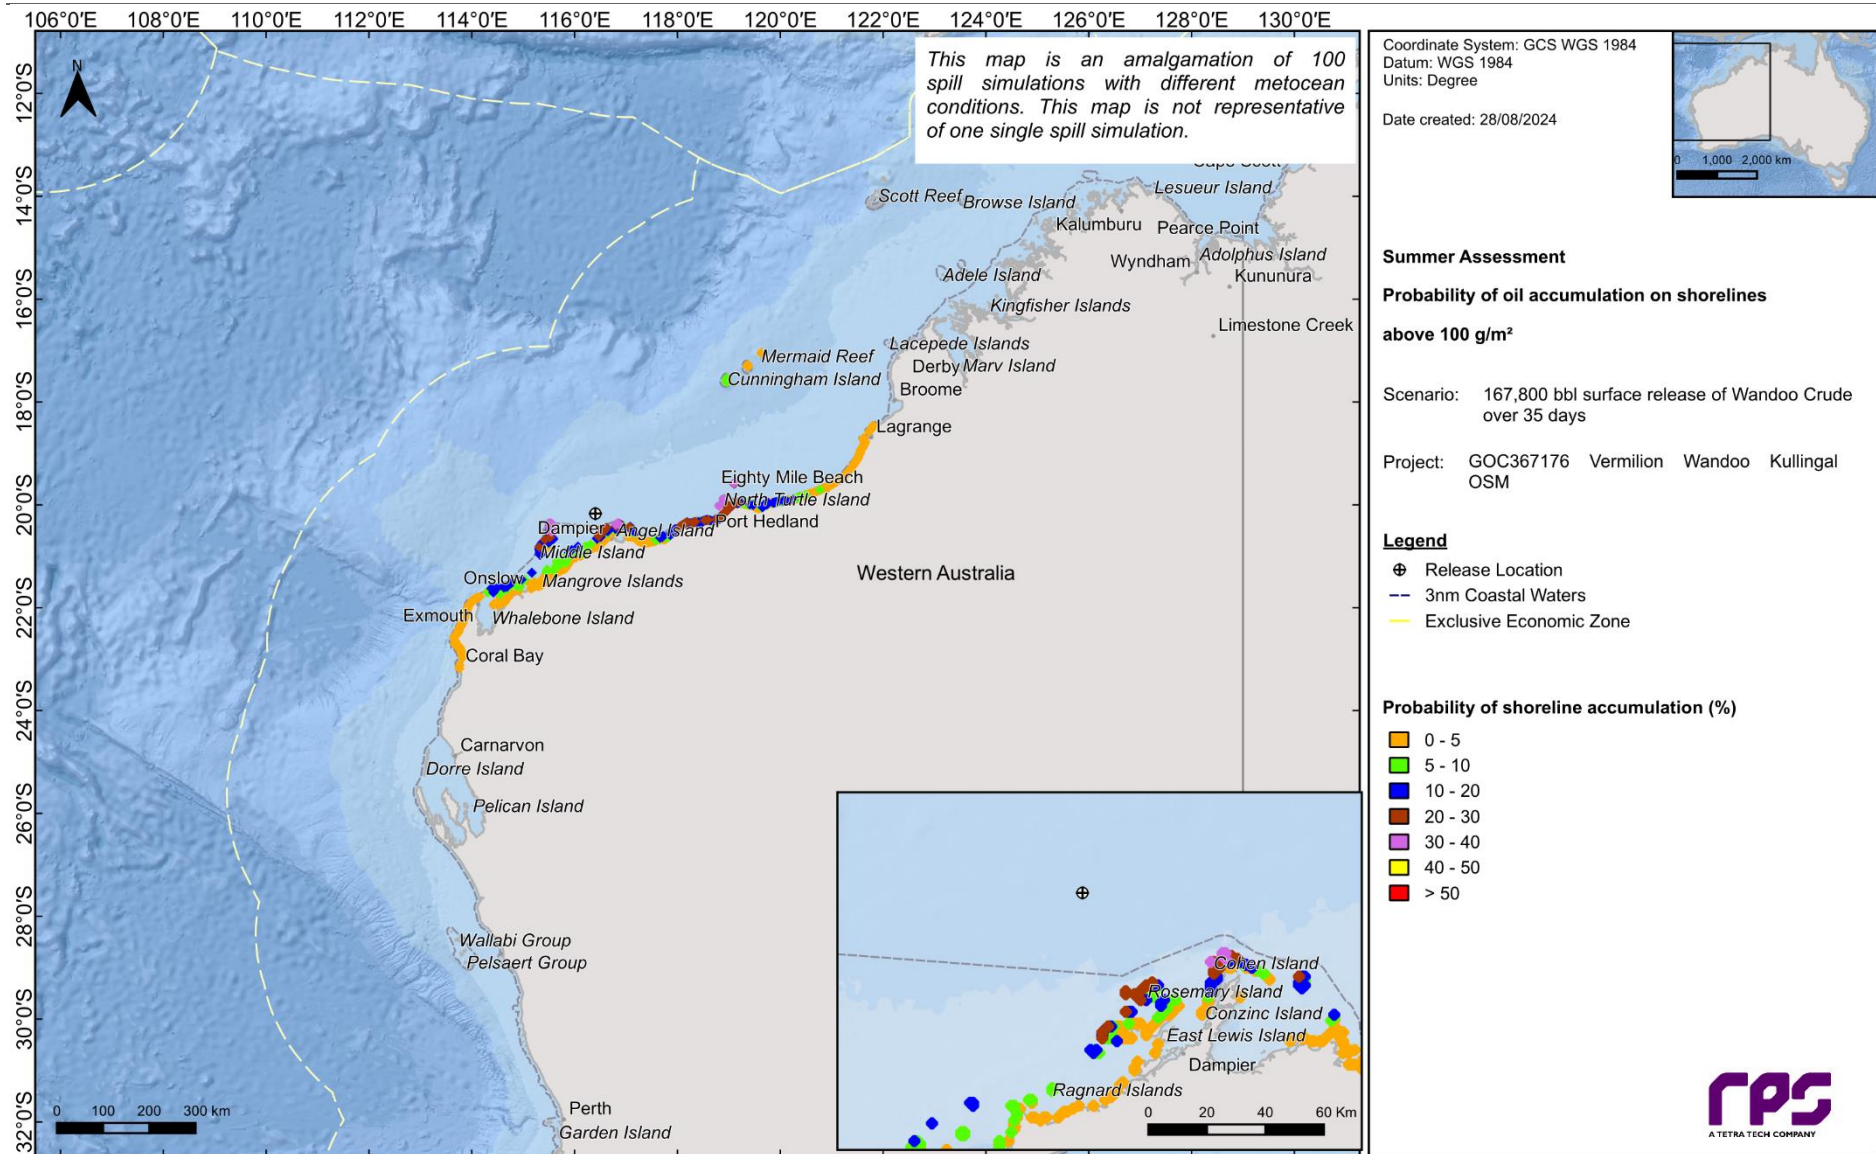 106°0'E 108°0'E 110°0'E 112°0'E 114°0'E 116°0'E 118°0'E 120°0'E 122°0'E 124°0'E 126°0'E 128°0'E 130°0'E
12°0'S
14°0'S
16°0'S
18°0'S
20°0'S
22°0'S
24°0'S
26°0'S
28°0'S
30°0'S
32°0'S
N
This map is an amalgamation of 100
spill simulations with different metocean
conditions. This map is not representative
of one single spill simulation.
Cape Scott
Lesueur Island
Scott Reef
Browse Island
Kalumburu
Pearce Point
Adolphus Island
Wyndham
Kununura
Adele Island
Kingfisher Islands
Limestone Creek
Lacepede Islands
Mermaid Reef
Derby
Marv Island
Cunningham Island
Broome
Lagrange
Eighty Mile Beach
North Turtle Island
Port Hedland
Dampier
Angel Island
Middle Island
Onslow
Mangrove Islands
Western Australia
Exmouth
Whalebone Island
Coral Bay
Carnarvon
Dorre Island
Pelican Island
Wallabi Group
Pelsaert Group
Perth
Garden Island
0 100 200 300 km
Cohen Island
Rosemary Island
Conzinc Island
East Lewis Island
Dampier
Ragnard Islands
0 20 40 60 Km
Coordinate System: GCS WGS 1984
Datum: WGS 1984
Units: Degree
Date created: 28/08/2024
0 1,000 2,000 km
Summer Assessment
Probability of oil accumulation on shorelines
above 100 g/m²
Scenario: 167,800 bbl surface release of Wandoo Crude
over 35 days
Project: GOC367176 Vermilion Wandoo Kullingal
OSM
Legend
Release Location
3nm Coastal Waters
Exclusive Economic Zone
Probability of shoreline accumulation (%)
0 - 5
5 - 10
10 - 20
20 - 30
30 - 40
40 - 50
> 50
rps
A TETRA TECH COMPANY